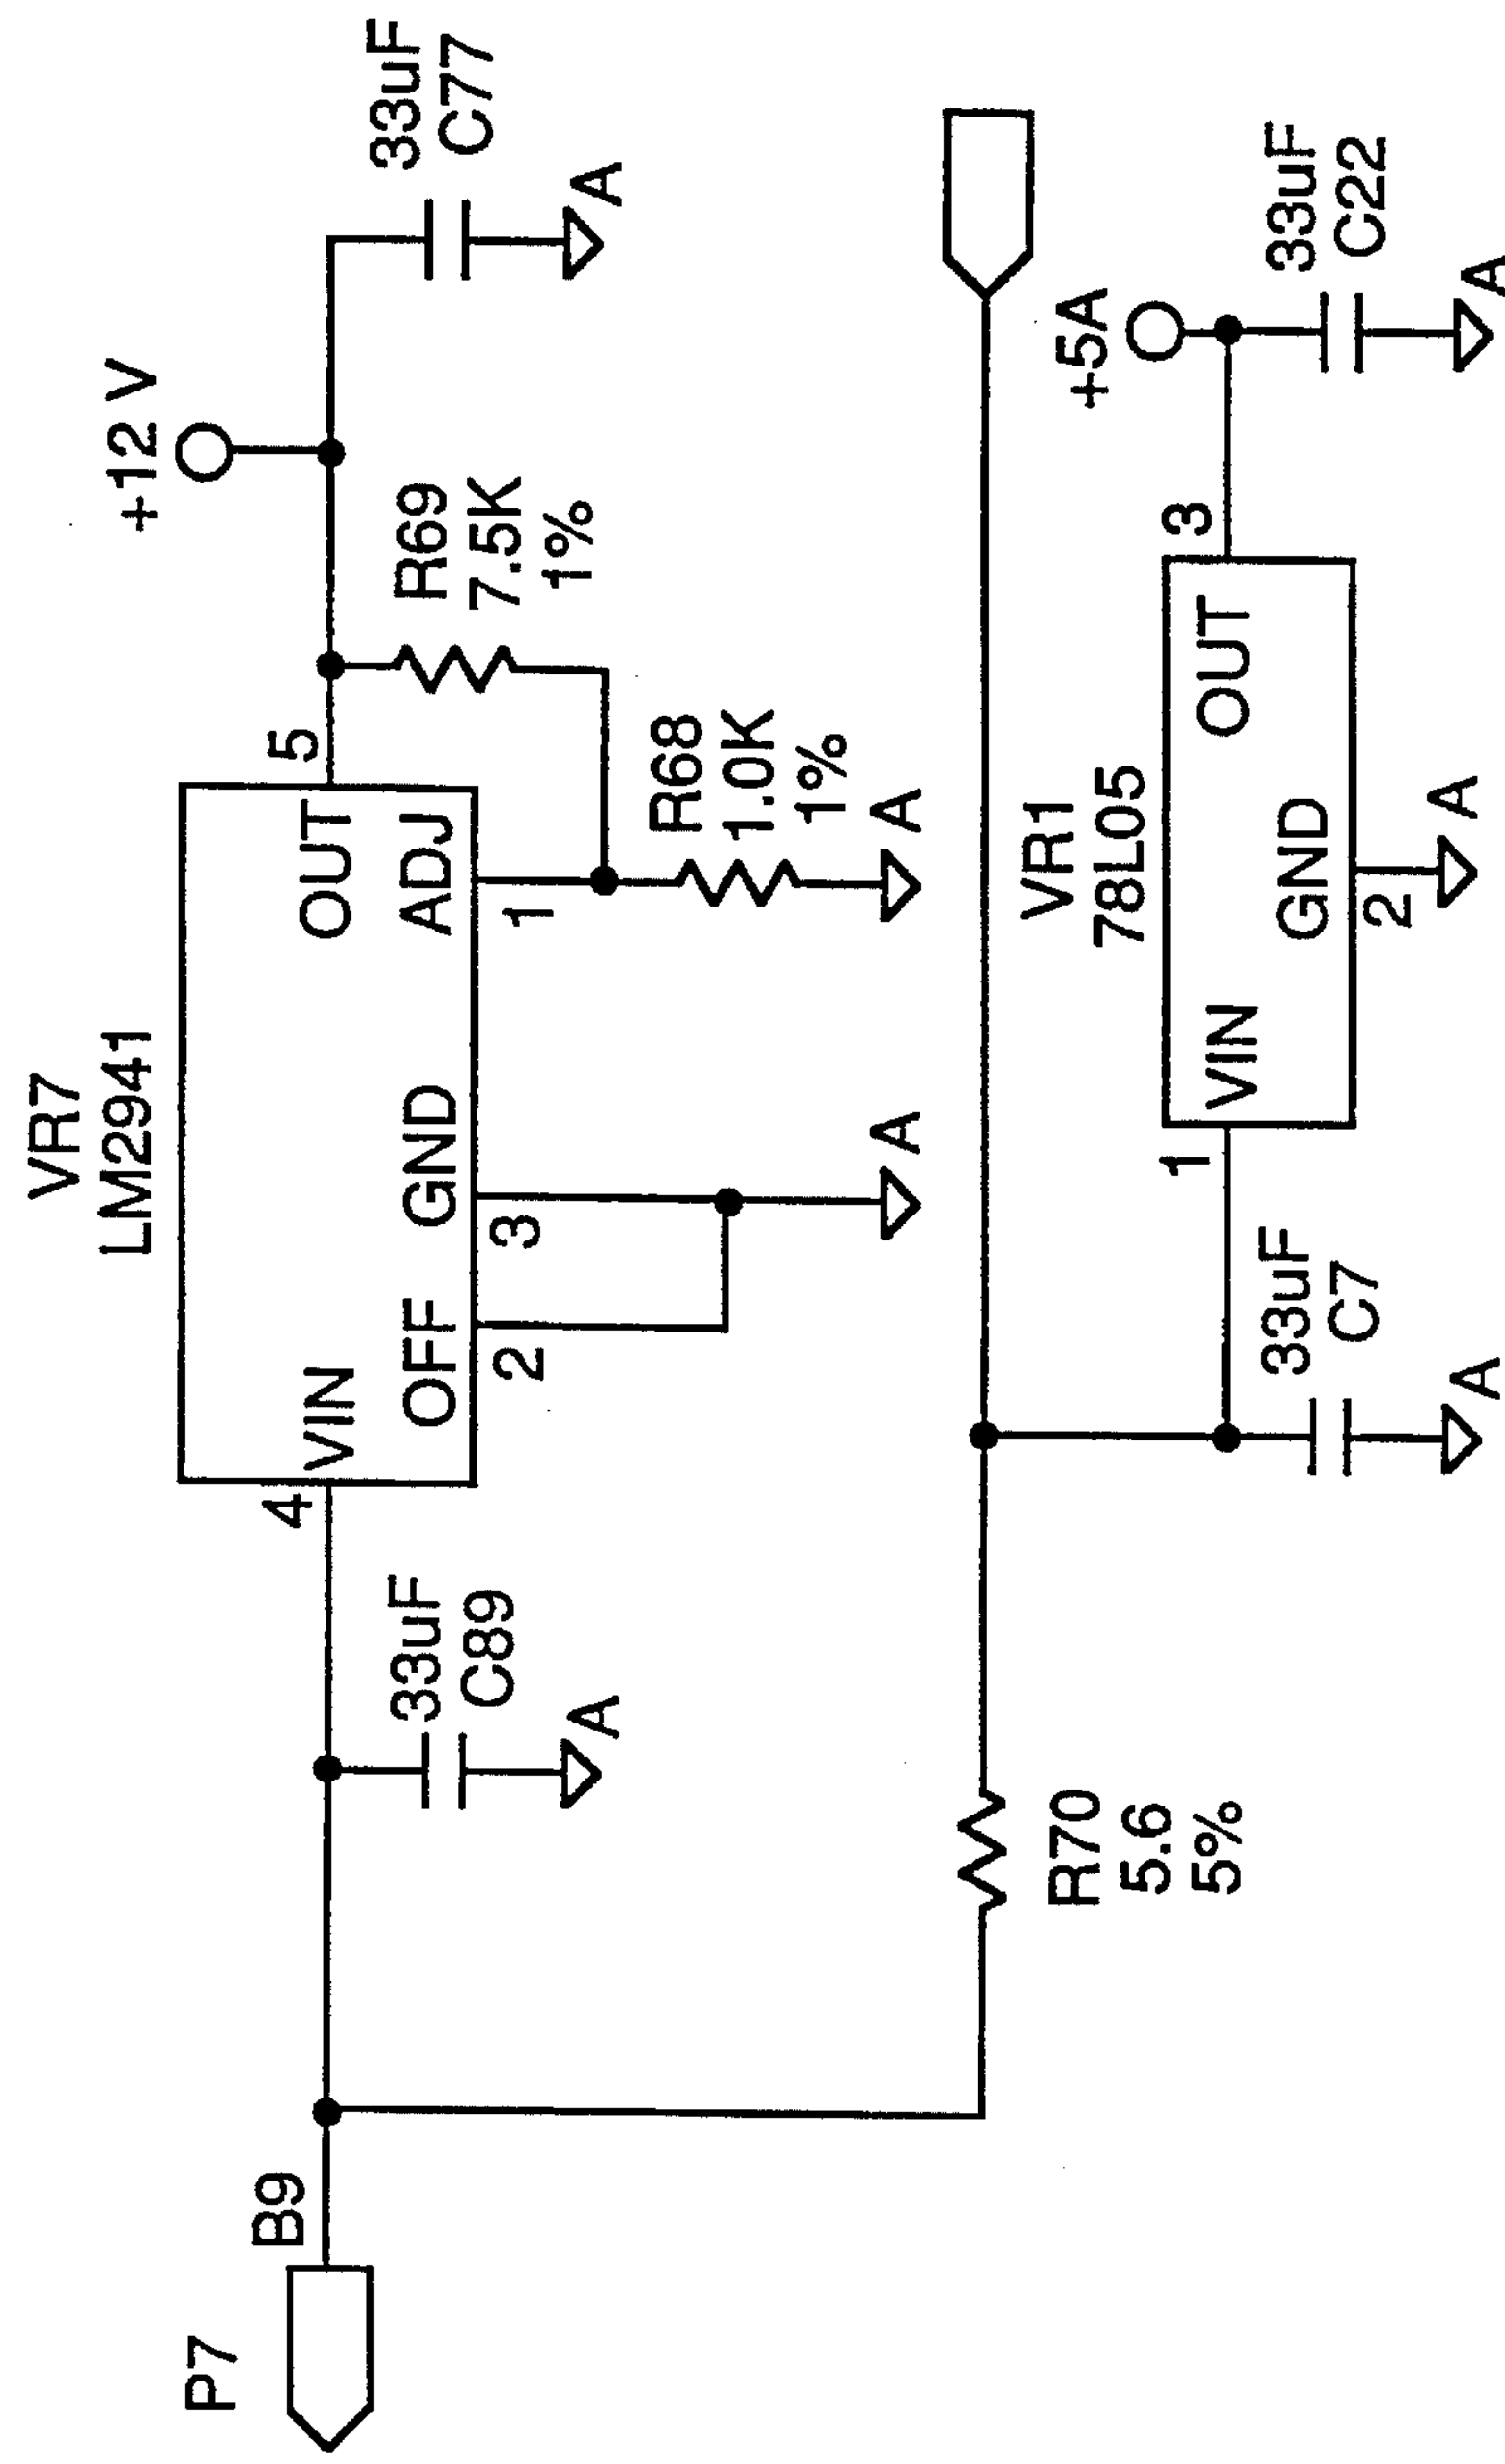 P7
B9
33uF
C89
A
4
VR7
LM2941
VIN
OUT
OFF
GND
ADJ
2
3
1
5
A
+12 V
R69
7.5K
1%
R68
1.0K
1%
A
33uF
C77
A
R70
5.6
5%
33uF
C7
A
1
VR1
78L05
VIN
OUT
GND
2
A
3
+5A
33uF
C22
A